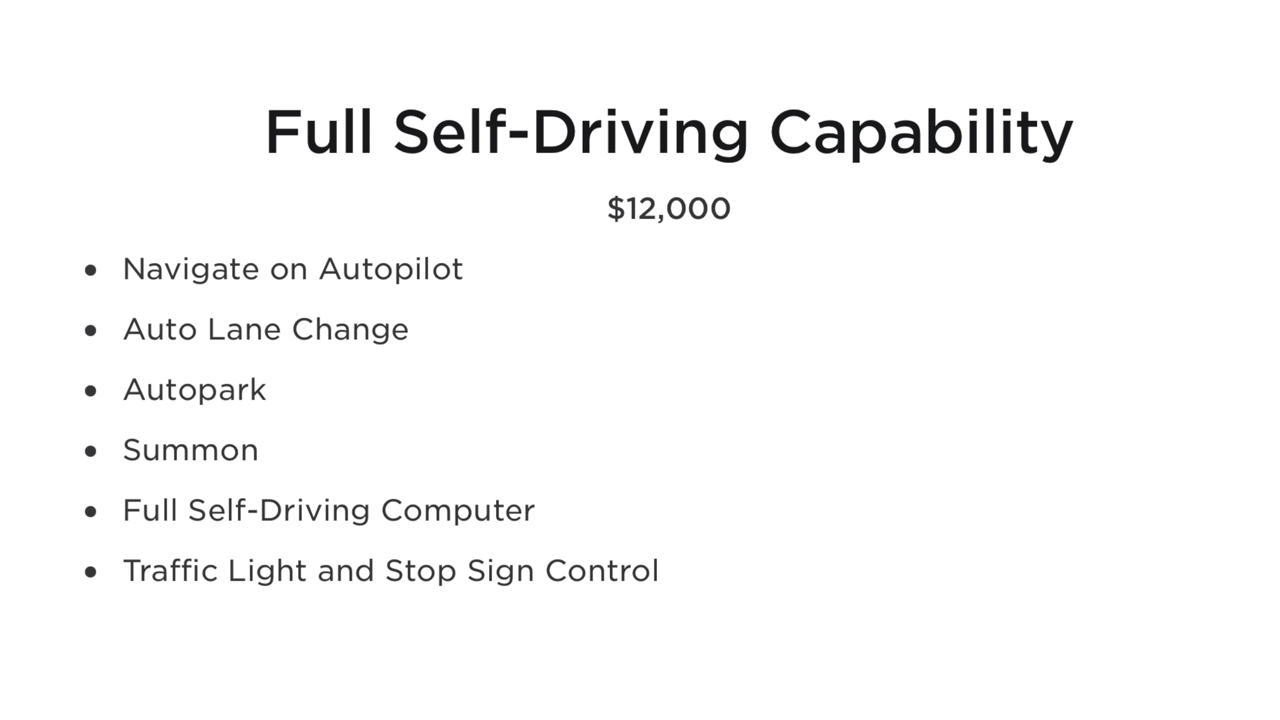 Full Self-Driving Capability
$12,000
• Navigate on Autopilot
• Auto Lane Change
• Autopark
• Summon
• Full Self-Driving Computer
• Traffic Light and Stop Sign Control